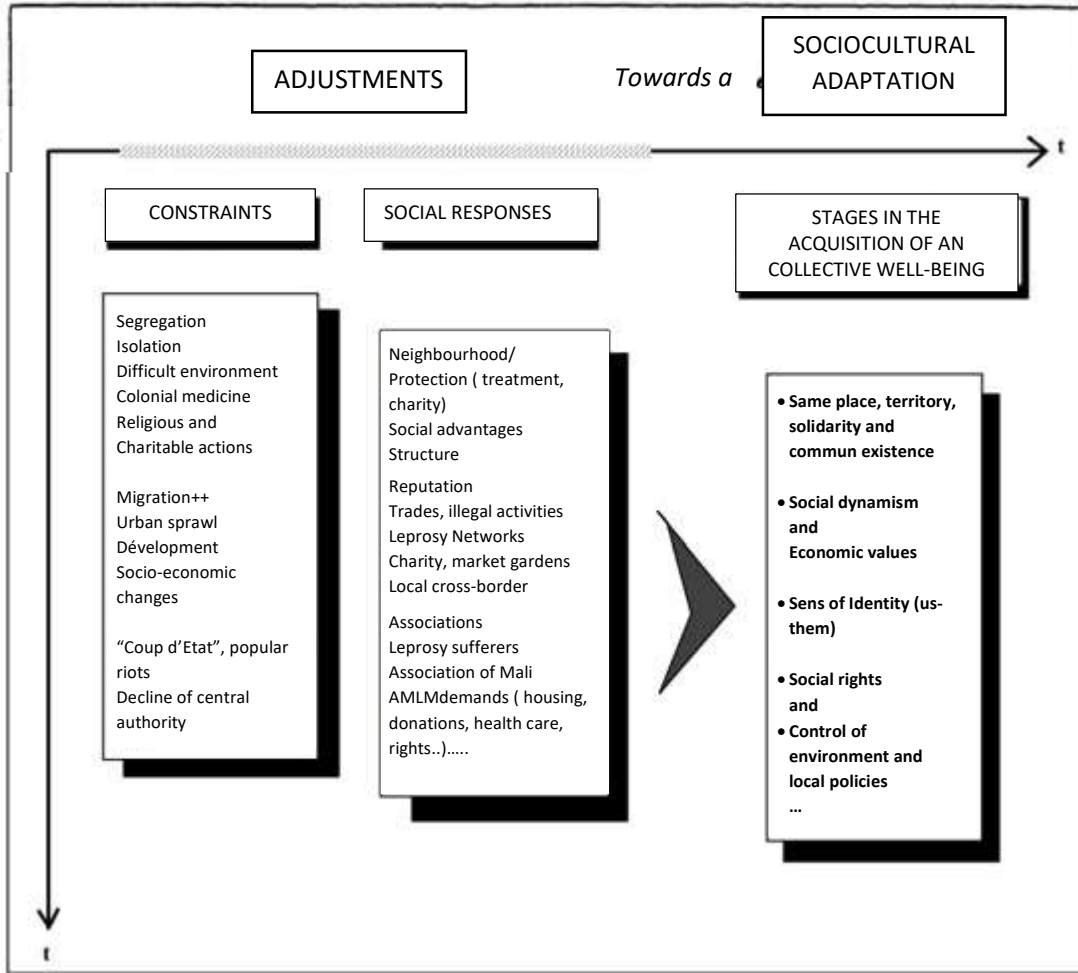 ADJUSTMENTS
Towards a
SOCIOCULTURAL
ADAPTATION
t
CONSTRAINTS
SOCIAL RESPONSES
STAGES IN THE
ACQUISITION OF AN
COLLECTIVE WELL-BEING
Segregation
Isolation
Difficult environment
Colonial medicine
Religious and
Charitable actions
Migration++
Urban sprawl
Dévelopment
Socio-economic
changes
“Coup d’Etat”, popular
riots
Decline of central
authority
Neighbourhood/
Protection ( treatment,
charity)
Social advantages
Structure
Reputation
Trades, illegal activities
Leprosy Networks
Charity, market gardens
Local cross-border
Associations
Leprosy sufferers
Association of Mali
AMLMdemands ( housing,
donations, health care,
rights..)…..
• Same place, territory,
solidarity and
commun existence
• Social dynamism
and
Economic values
• Sens of Identity (us-
them)
• Social rights
and
• Control of
environment and
local policies
…
t